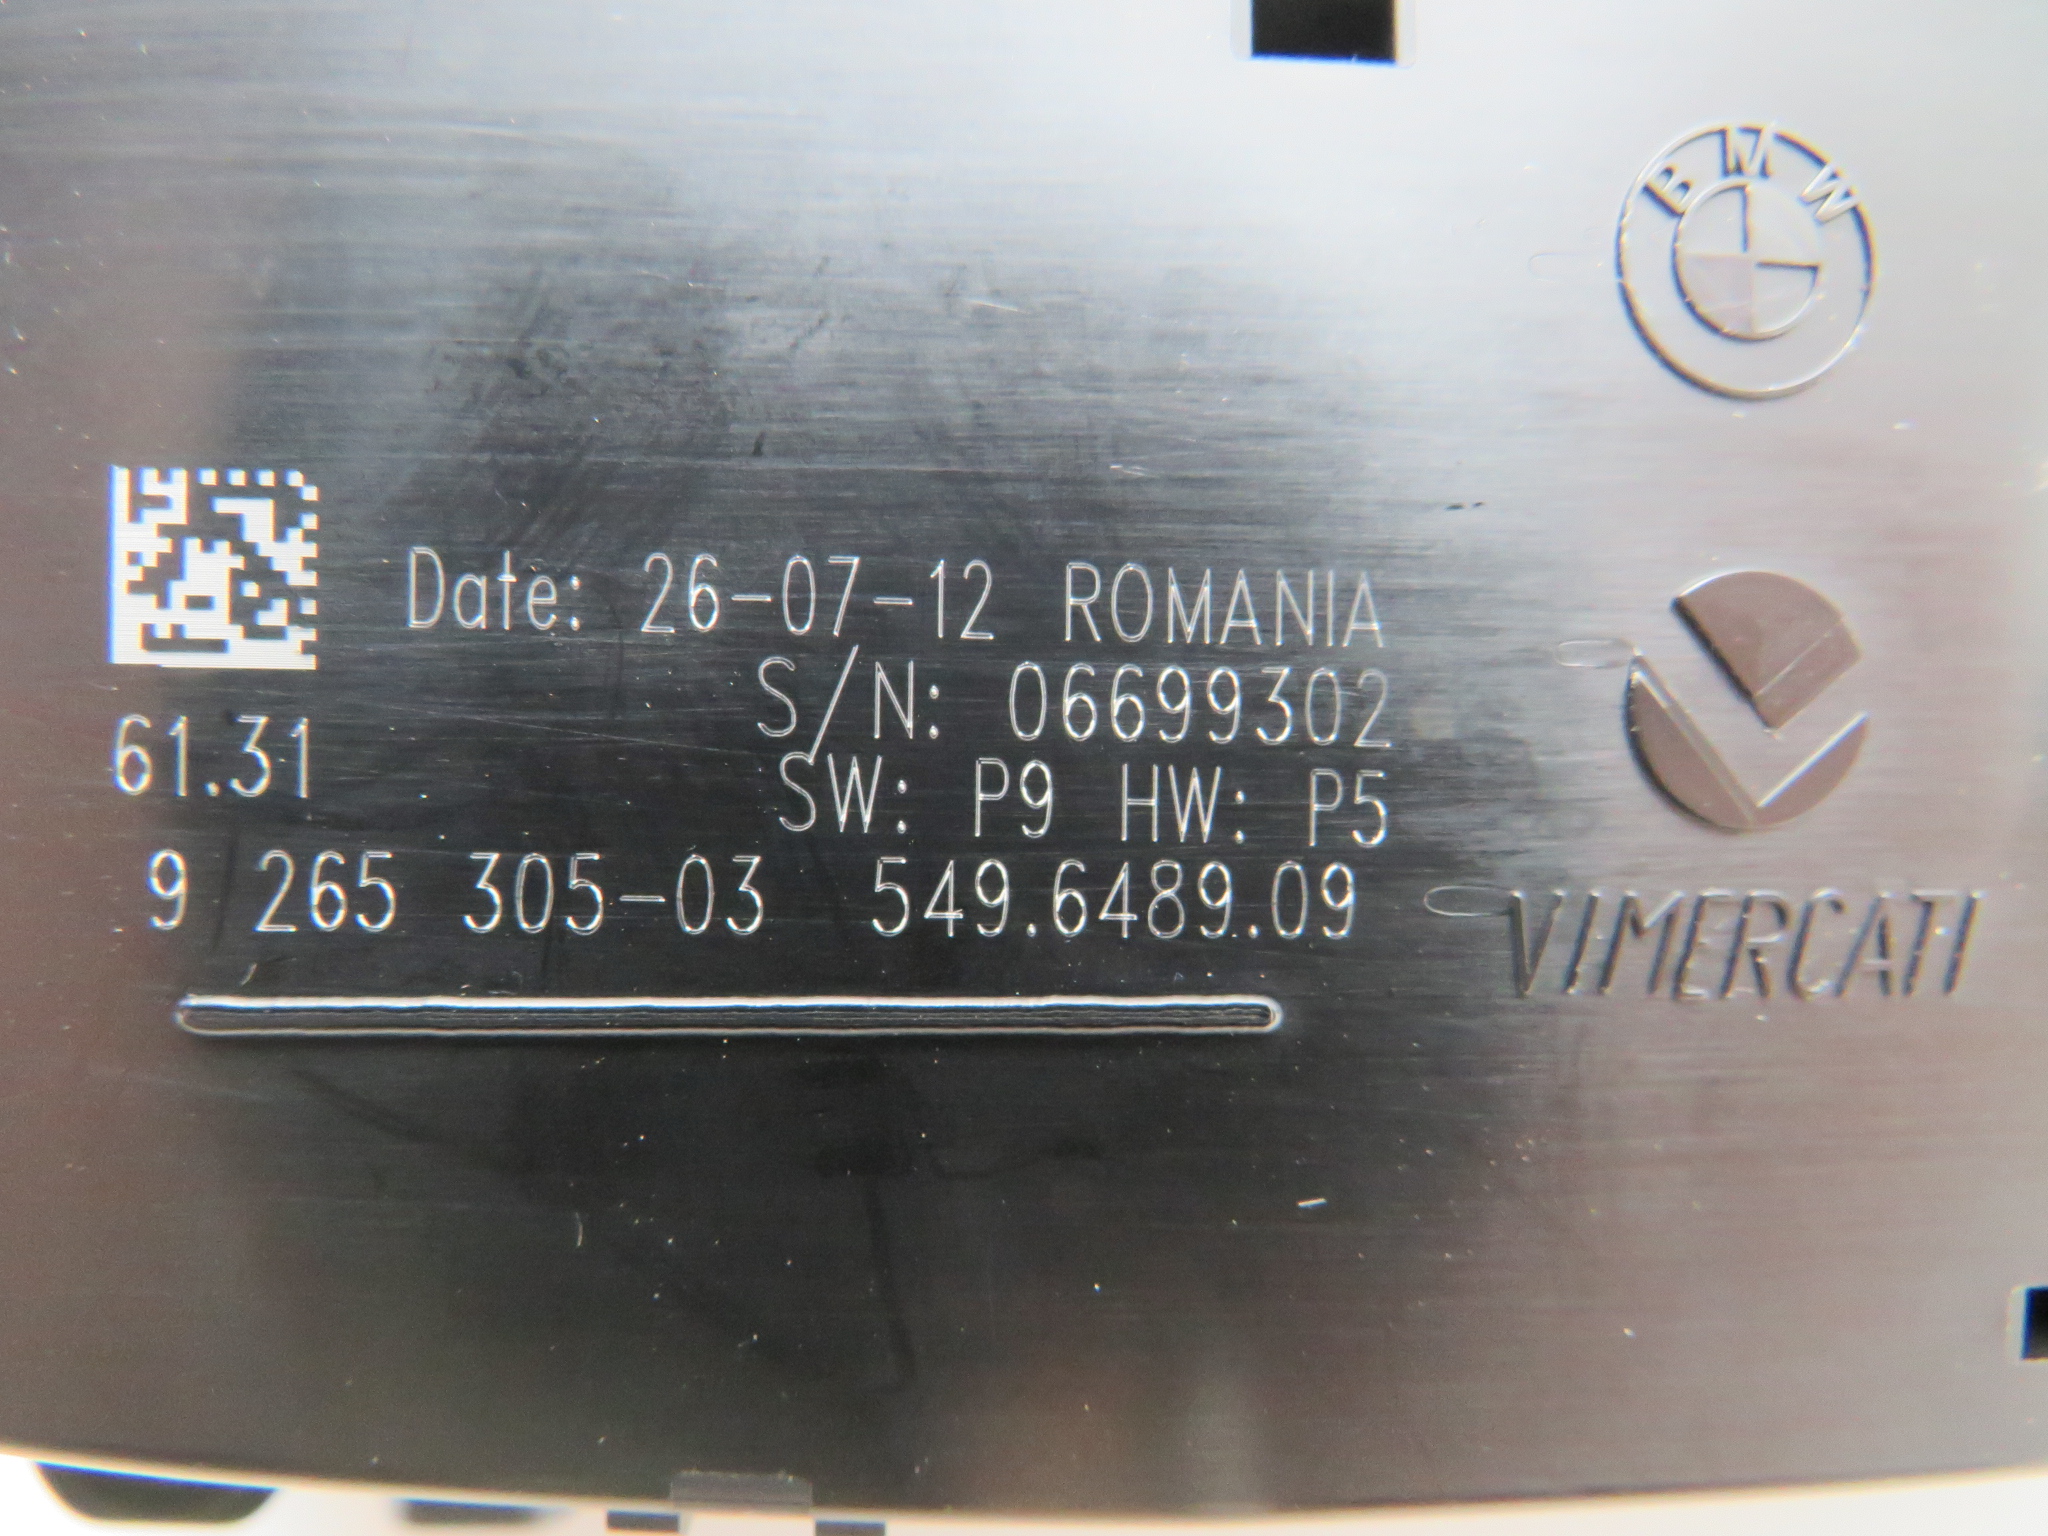 BMW
Date: 26-07-12 ROMANIA
S/N: 06699302
61.31
SW: P9 HW: P5
9 265 305-03 549.6489.09
VIMERCATI